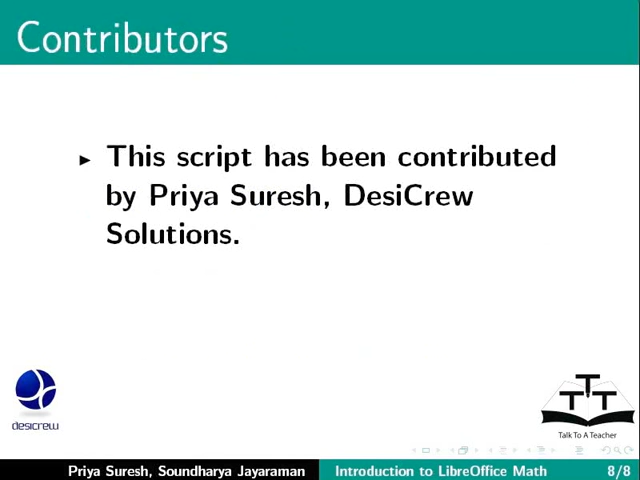 Contributors
This script has been contributed
by Priya Suresh, DesiCrew
Solutions.
desicrew
TTT
Talk To A Teacher
Priya Suresh, Soundharya Jayaraman
Introduction to LibreOffice Math
8/8